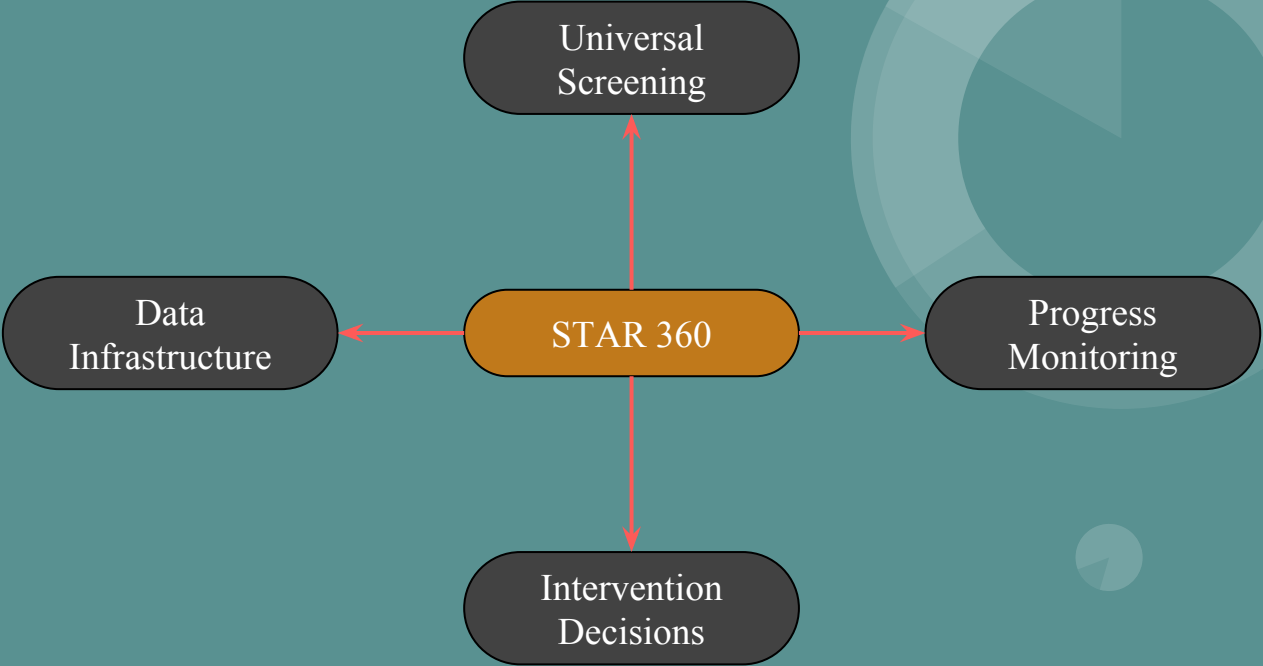 Universal
Screening
Data
Infrastructure
STAR 360
Progress
Monitoring
Intervention
Decisions